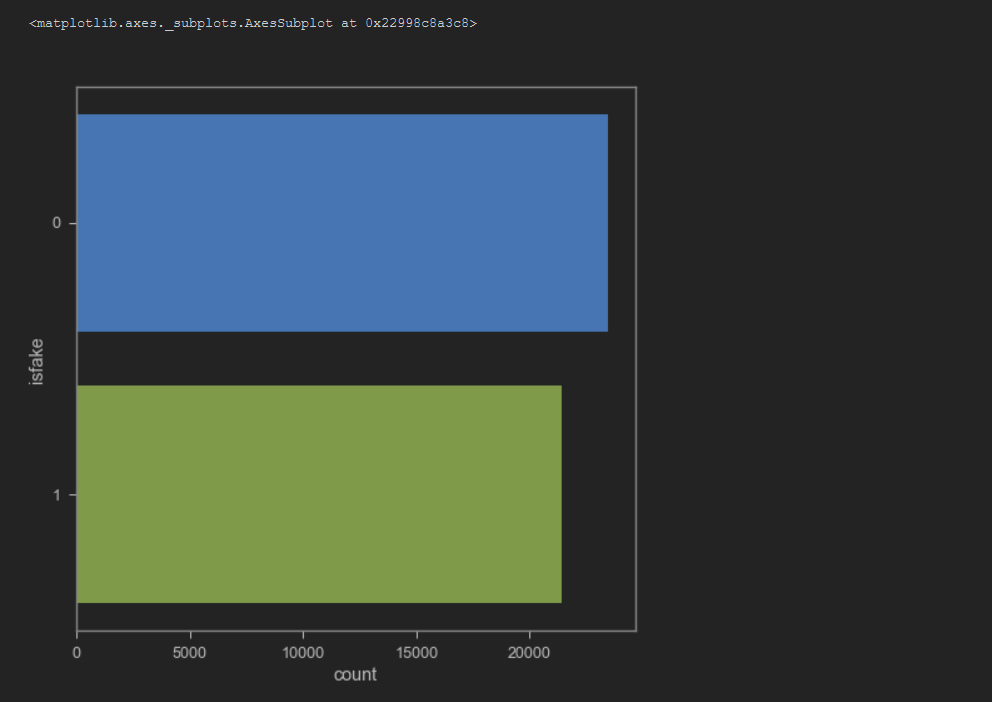 <matplotlib.axes._subplots.AxesSubplot at 0x22998c8a3c8>
0
isfake
1
0 5000 10000 15000 20000
count